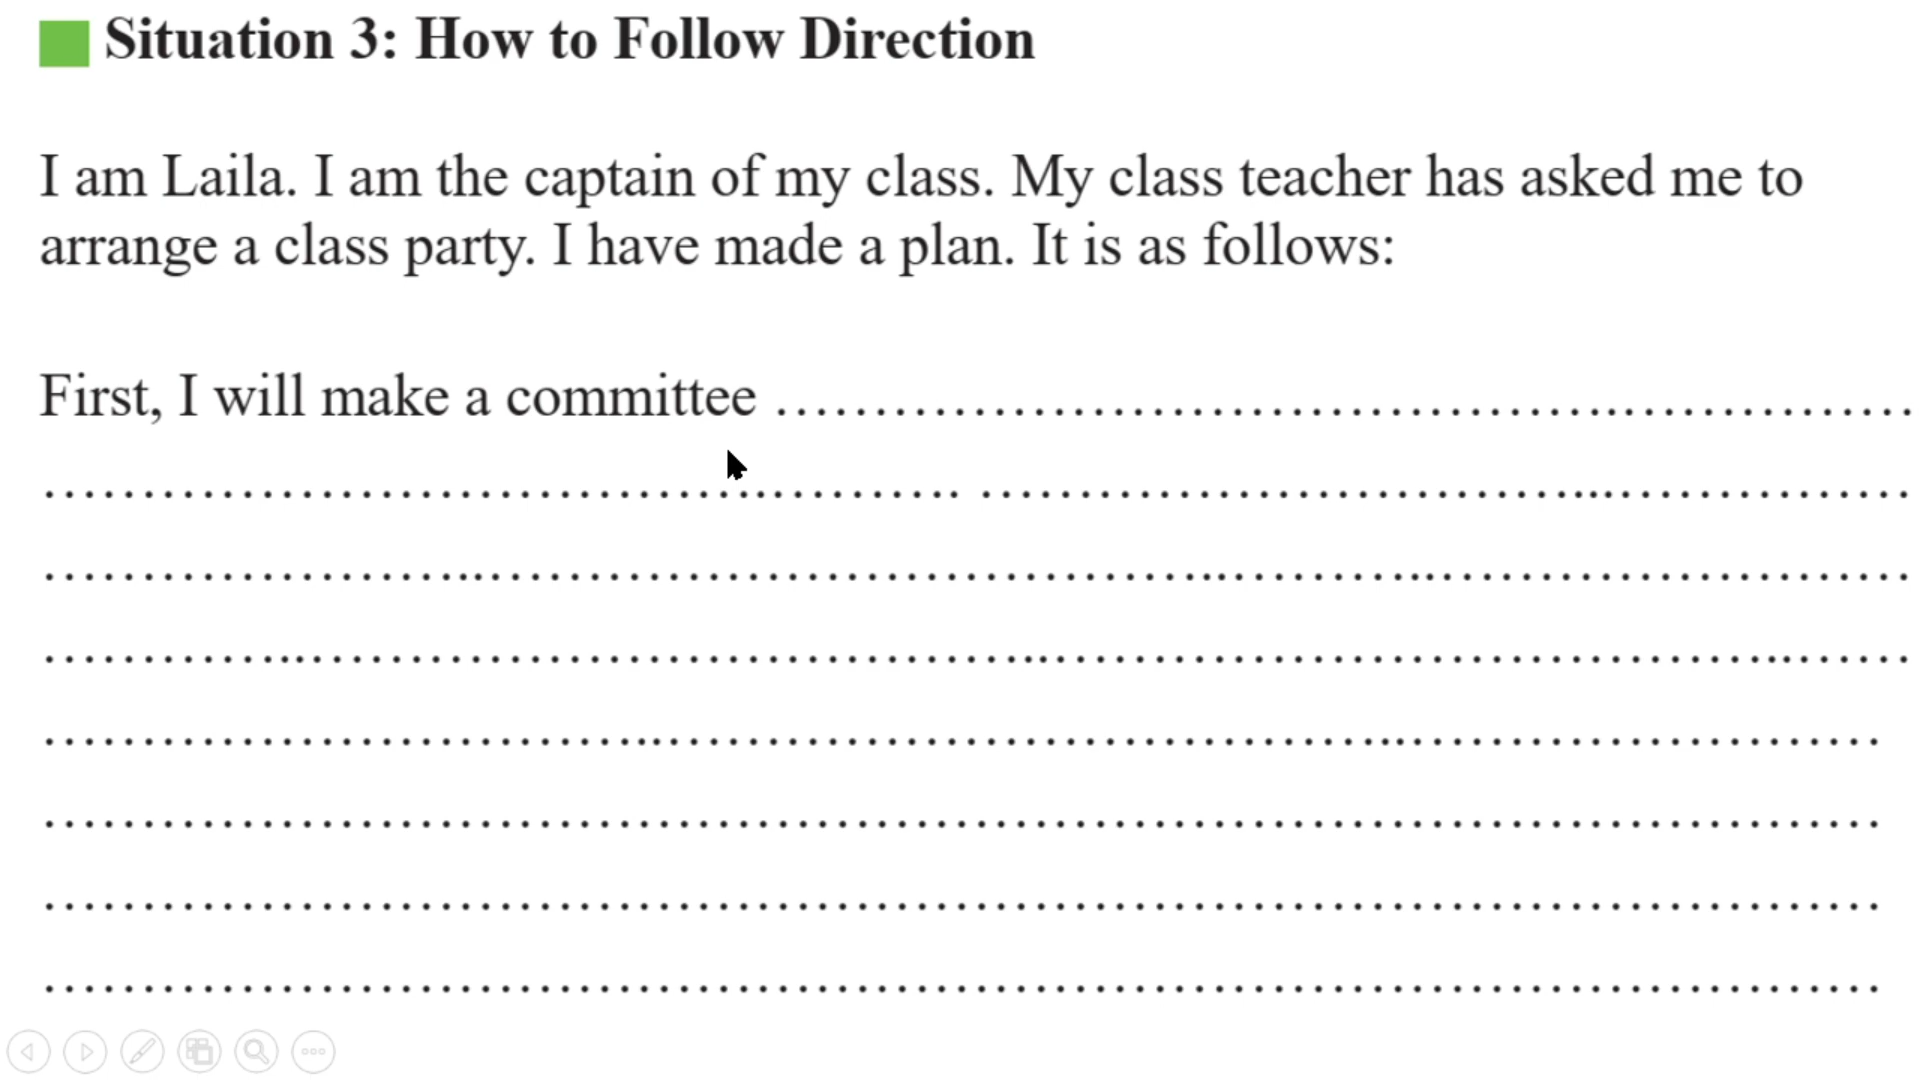 Situation 3: How to Follow Direction
I am Laila. I am the captain of my class. My class teacher has asked me to
arrange a class party. I have made a plan. It is as follows:
First, I will make a committee ................................................................
................................................................ ................................................................
................................................................................................
................................................................................................
................................................................................................
................................................................................................
................................................................................................
................................................................................................